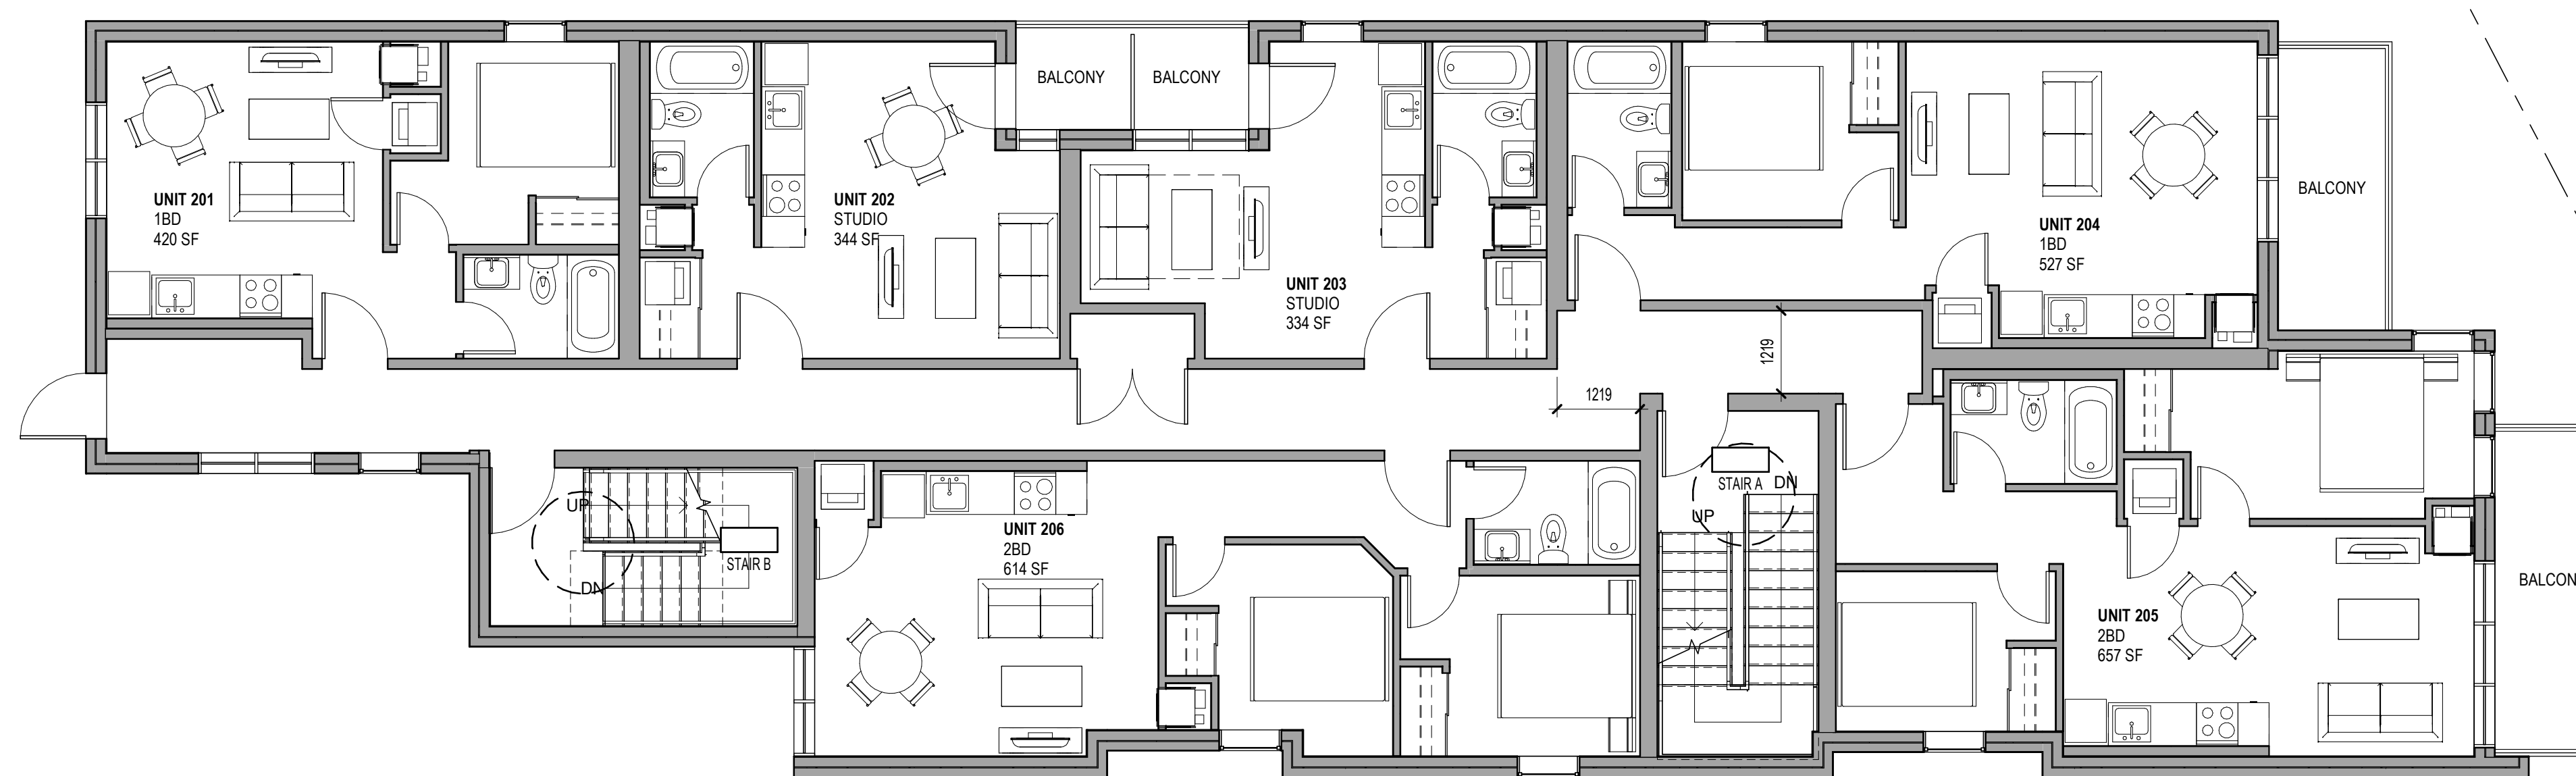 BALCONY
BALCONY
BALCONY
UNIT 201
1BD
420 SF
UNIT 202
STUDIO
344 SF
UNIT 203
STUDIO
334 SF
UNIT 204
1BD
527 SF
1219
1219
UP
DN
STAIR B
UNIT 206
2BD
614 SF
STAIR A
DN
UP
UNIT 205
2BD
657 SF
BALCON